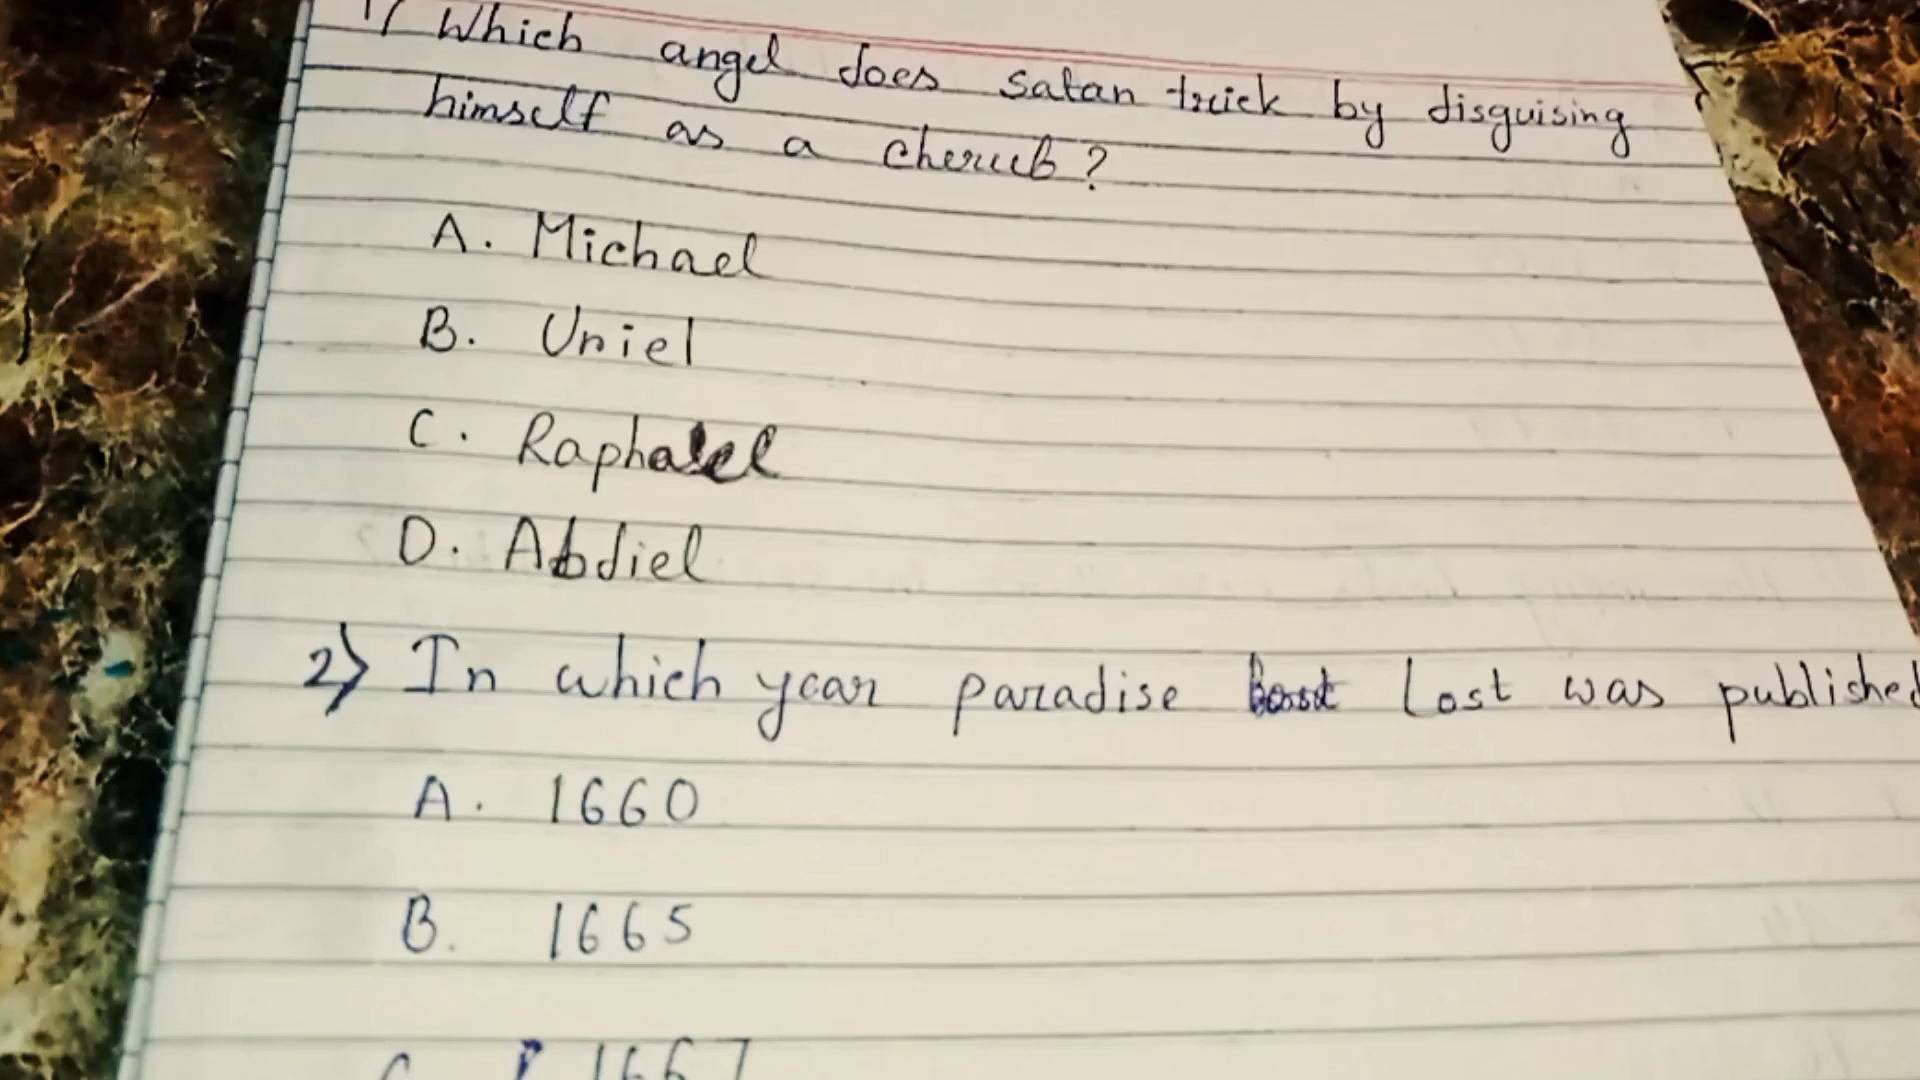 1) Which angel does satan trick by disguising
himself as a cherub?
A. Michael
B. Uriel
C. Raphael
D. Abdiel
2) In which year paradise Lost was published
A. 1660
B. 1665
C. 1667